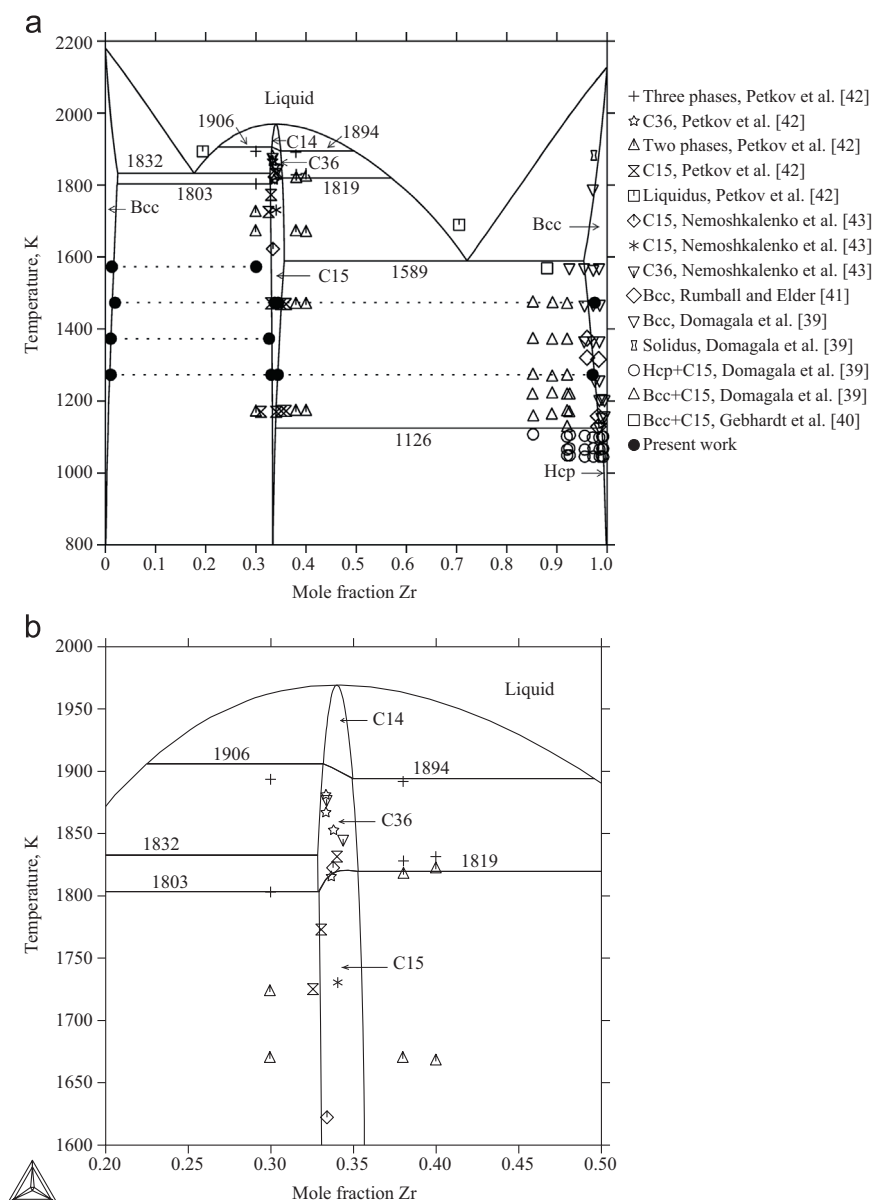 a
2200
2000
1800
1600
1400
1200
1000
800
Temperature, K
Liquid
1906
C14
1894
C36
1832
1819
1803
Bcc
Bcc
C15
1589
1126
Hcp
0
0.1
0.2
0.3
0.4
0.5
0.6
0.7
0.8
0.9
1.0
Mole fraction Zr
Three phases, Petkov et al. [42]
C36, Petkov et al. [42]
Two phases, Petkov et al. [42]
C15, Petkov et al. [42]
Liquidus, Petkov et al. [42]
C15, Nemoshkalenko et al. [43]
C15, Nemoshkalenko et al. [43]
C36, Nemoshkalenko et al. [43]
Bcc, Rumball and Elder [41]
Bcc, Domagala et al. [39]
Solidus, Domagala et al. [39]
Hcp+C15, Domagala et al. [39]
Bcc+C15, Domagala et al. [39]
Bcc+C15, Gebhardt et al. [40]
Present work
b
2000
1950
1900
1850
1800
1750
1700
1650
1600
Temperature, K
Liquid
C14
1906
1894
C36
1832
1819
1803
C15
0.20
0.25
0.30
0.35
0.40
0.45
0.50
Mole fraction Zr